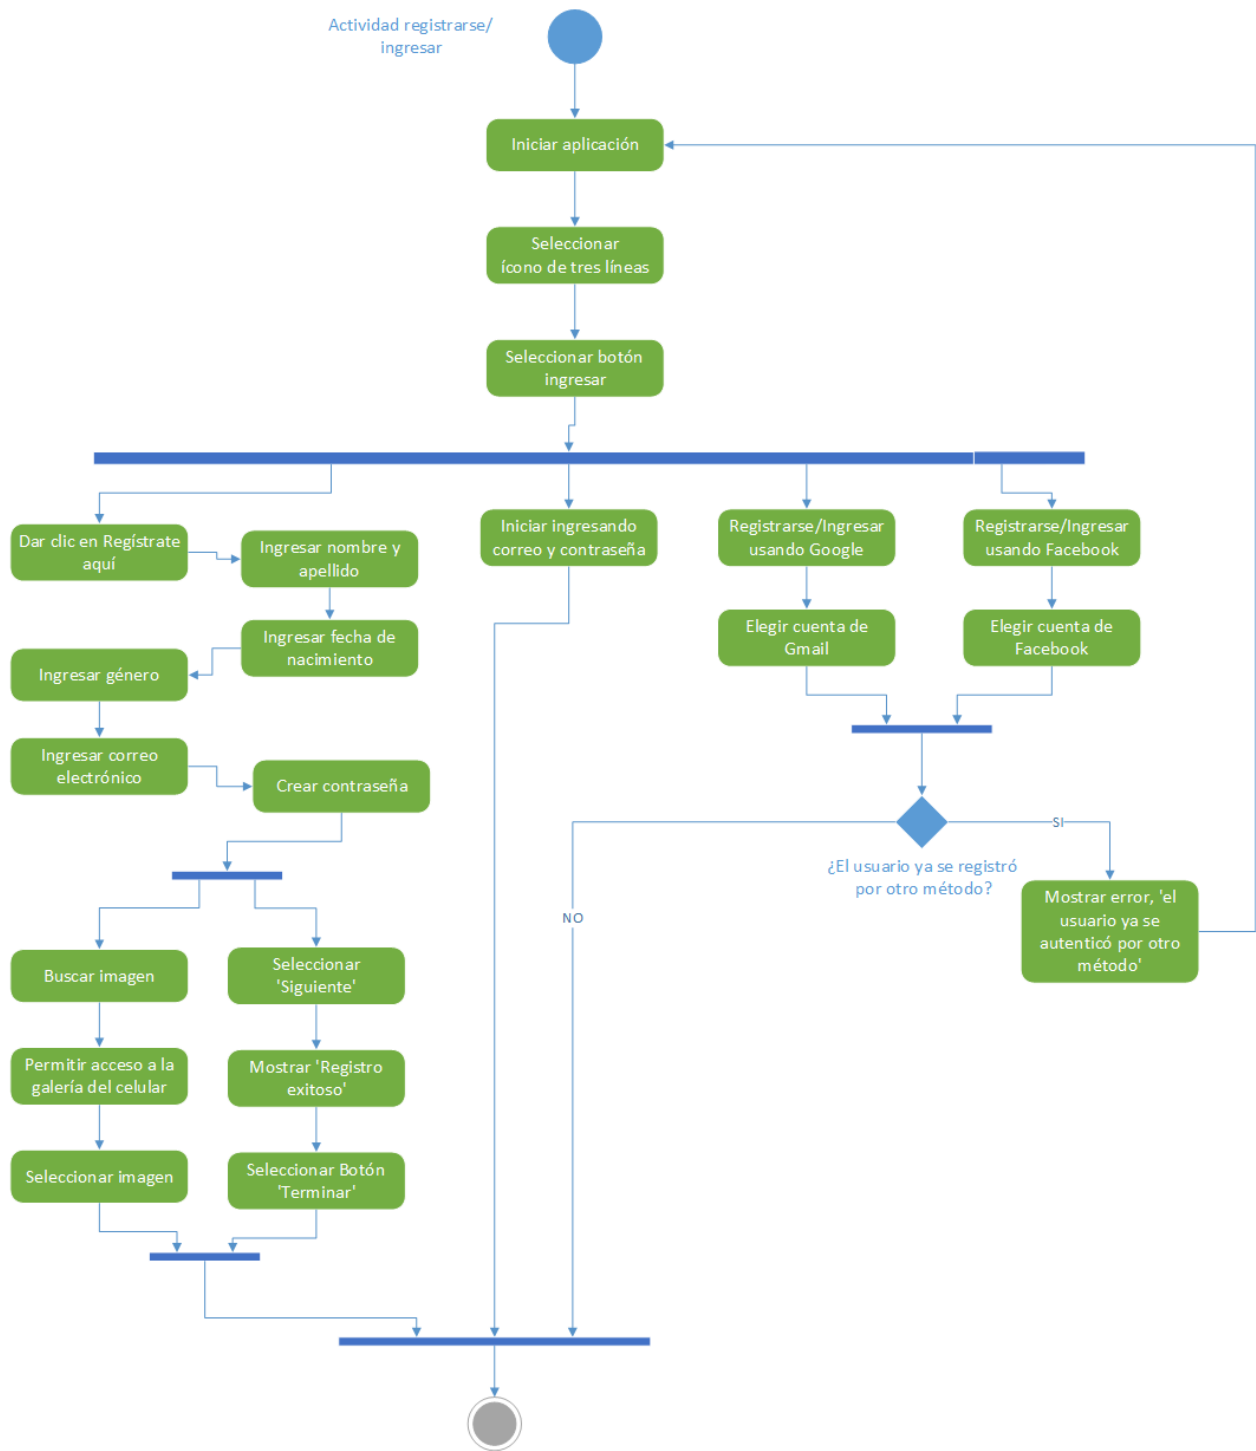 Actividad registrarse/
ingresar
Iniciar aplicación
Seleccionar
ícono de tres líneas
Seleccionar botón
ingresar
Dar clic en Regístrate
aquí
Ingresar nombre y
apellido
Iniciar ingresando
correo y contraseña
Registrarse/Ingresar
usando Google
Registrarse/Ingresar
usando Facebook
Ingresar fecha de
nacimiento
Elegir cuenta de
Gmail
Elegir cuenta de
Facebook
Ingresar género
Ingresar correo
electrónico
Crear contraseña
SI
¿El usuario ya se registró
por otro método?
Mostrar error, 'el
usuario ya se
autenticó por otro
método'
NO
Buscar imagen
Seleccionar
'Siguiente'
Permitir acceso a la
galería del celular
Mostrar 'Registro
exitoso'
Seleccionar imagen
Seleccionar Botón
'Terminar'